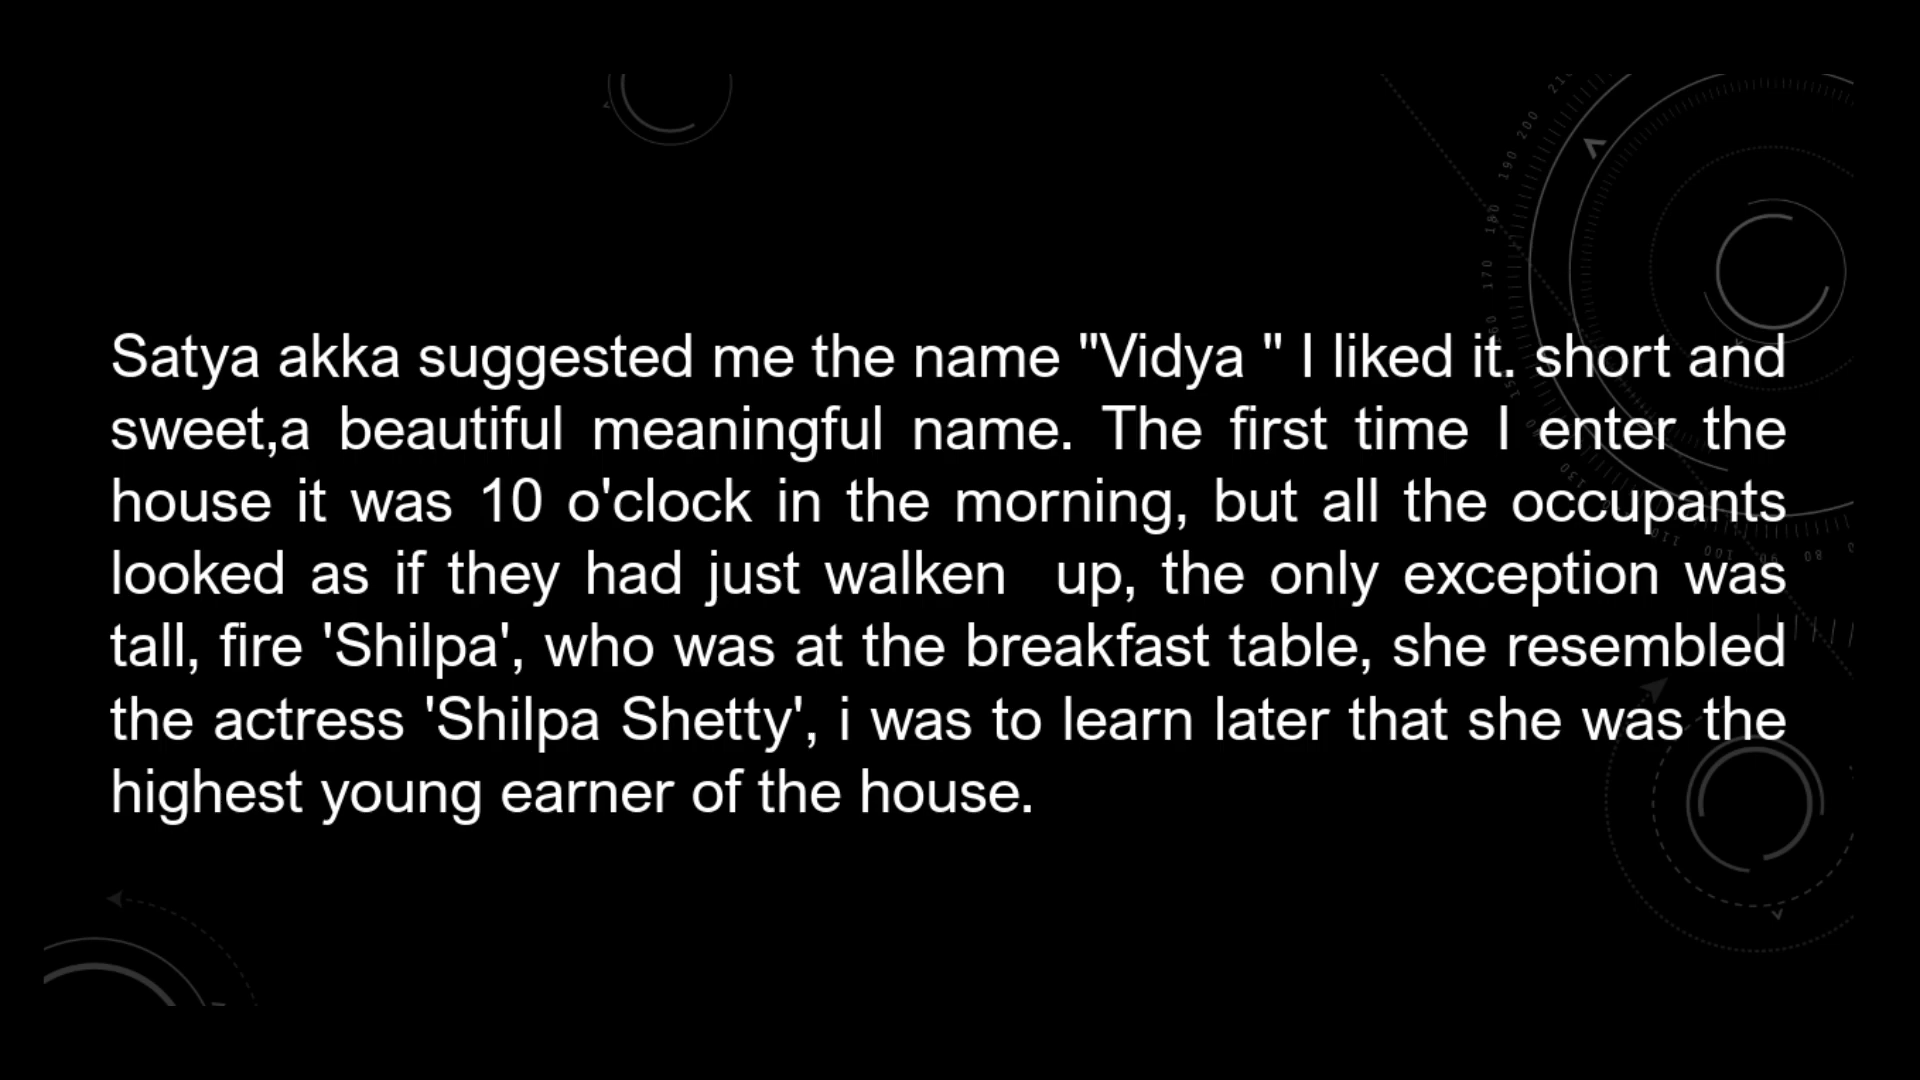 Satya akka suggested me the name "Vidya " I liked it. short and
sweet,a beautiful meaningful name. The first time I enter the
house it was 10 o'clock in the morning, but all the occupants
looked as if they had just walken  up, the only exception was
tall, fire 'Shilpa', who was at the breakfast table, she resembled
the actress 'Shilpa Shetty', i was to learn later that she was the
highest young earner of the house.